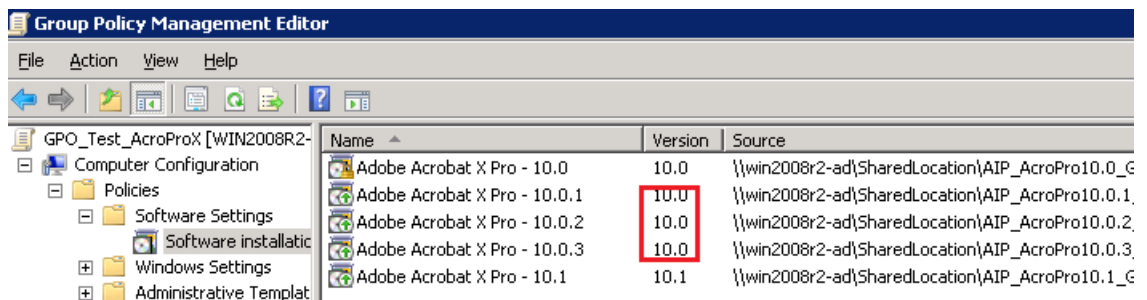 Group Policy Management Editor
File Action View Help
GPO_Test_AcroProX [WIN2008R2-
Computer Configuration
Policies
Software Settings
Software installatic
Windows Settings
Administrative Templat
Name Version Source
Adobe Acrobat X Pro - 10.0 10.0 \\win2008r2-ad\SharedLocation\AIP_AcroPro10.0_G
Adobe Acrobat X Pro - 10.0.1 10.0 \\win2008r2-ad\SharedLocation\AIP_AcroPro10.0.1_
Adobe Acrobat X Pro - 10.0.2 10.0 \\win2008r2-ad\SharedLocation\AIP_AcroPro10.0.2_
Adobe Acrobat X Pro - 10.0.3 10.0 \\win2008r2-ad\SharedLocation\AIP_AcroPro10.0.3_
Adobe Acrobat X Pro - 10.1 10.1 \\win2008r2-ad\SharedLocation\AIP_AcroPro10.1_G